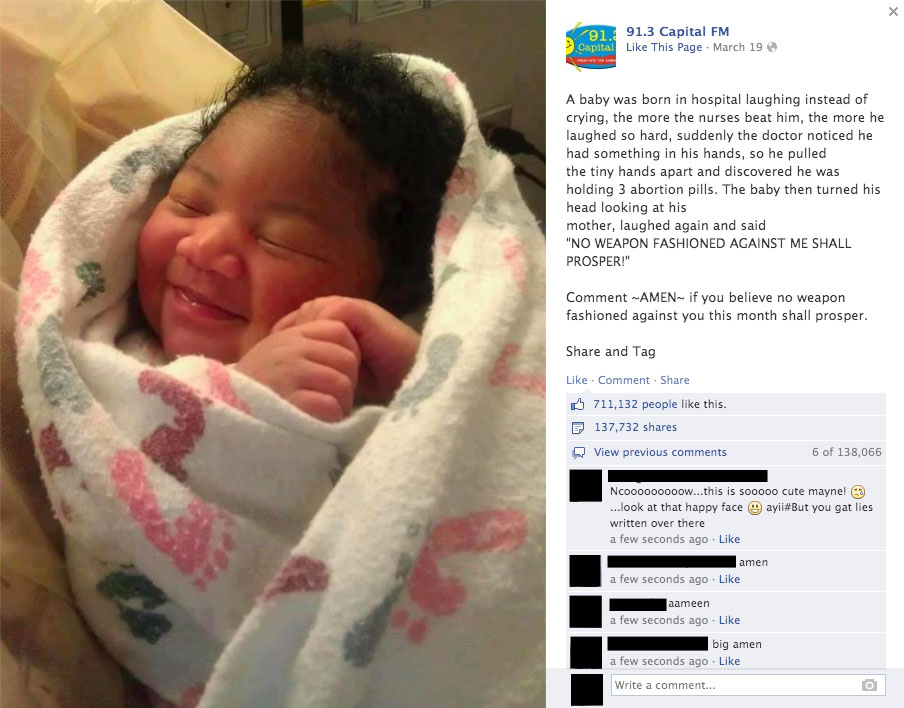 91.3
Capital
91.3 Capital FM
Like This Page · March 19
A baby was born in hospital laughing instead of
crying, the more the nurses beat him, the more he
laughed so hard, suddenly the doctor noticed he
had something in his hands, so he pulled
the tiny hands apart and discovered he was
holding 3 abortion pills. The baby then turned his
head looking at his
mother, laughed again and said
"NO WEAPON FASHIONED AGAINST ME SHALL
PROSPER!"
Comment ~AMEN~ if you believe no weapon
fashioned against you this month shall prosper.
Share and Tag
Like · Comment · Share
711,132 people like this.
137,732 shares
View previous comments 6 of 138,066
Ncooooooooow...this is sooooo cute mayne!
...look at that happy face ayii#But you gat lies
written over there
a few seconds ago · Like
amen
a few seconds ago · Like
aameen
a few seconds ago · Like
big amen
a few seconds ago · Like
Write a comment...